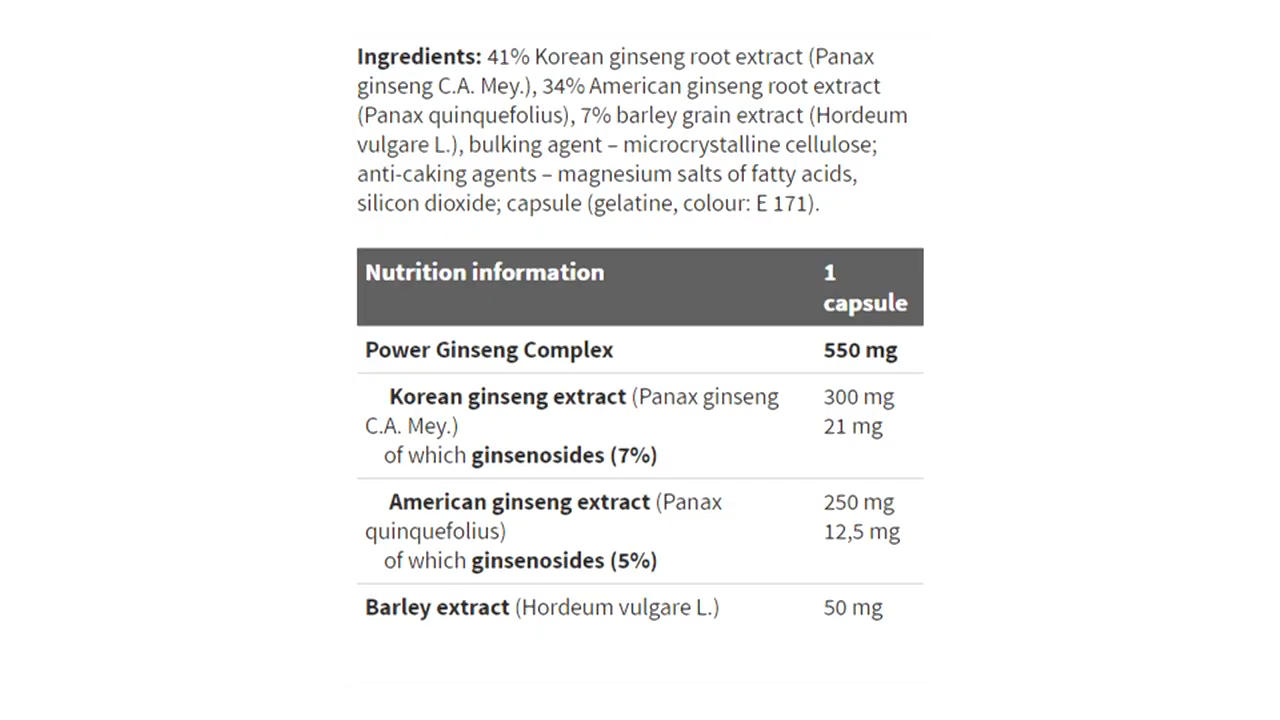 Ingredients: 41% Korean ginseng root extract (Panax
ginseng C.A. Mey.), 34% American ginseng root extract
(Panax quinquefolius), 7% barley grain extract (Hordeum
vulgare L.), bulking agent – microcrystalline cellulose;
anti-caking agents – magnesium salts of fatty acids,
silicon dioxide; capsule (gelatine, colour: E 171).
Nutrition information 1
capsule
Power Ginseng Complex 550 mg
Korean ginseng extract (Panax ginseng 300 mg
C.A. Mey.) 21 mg
of which ginsenosides (7%)
American ginseng extract (Panax 250 mg
quinquefolius) 12,5 mg
of which ginsenosides (5%)
Barley extract (Hordeum vulgare L.) 50 mg